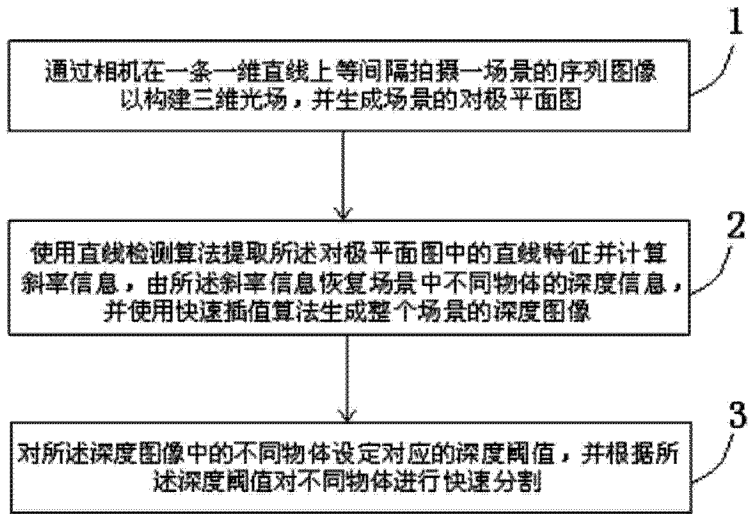 1
通过相机在一条一维直线上等间隔拍摄一场景的序列图像
以构建三维光场，并生成场景的对极平面图
2
使用直线检测算法提取所述对极平面图中的直线特征并计算
斜率信息，由所述斜率信息恢复场景中不同物体的深度信息，
并使用快速插值算法生成整个场景的深度图像
3
对所述深度图像中的不同物体设定对应的深度阈值，并根据所
述深度阈值对不同物体进行快速分割